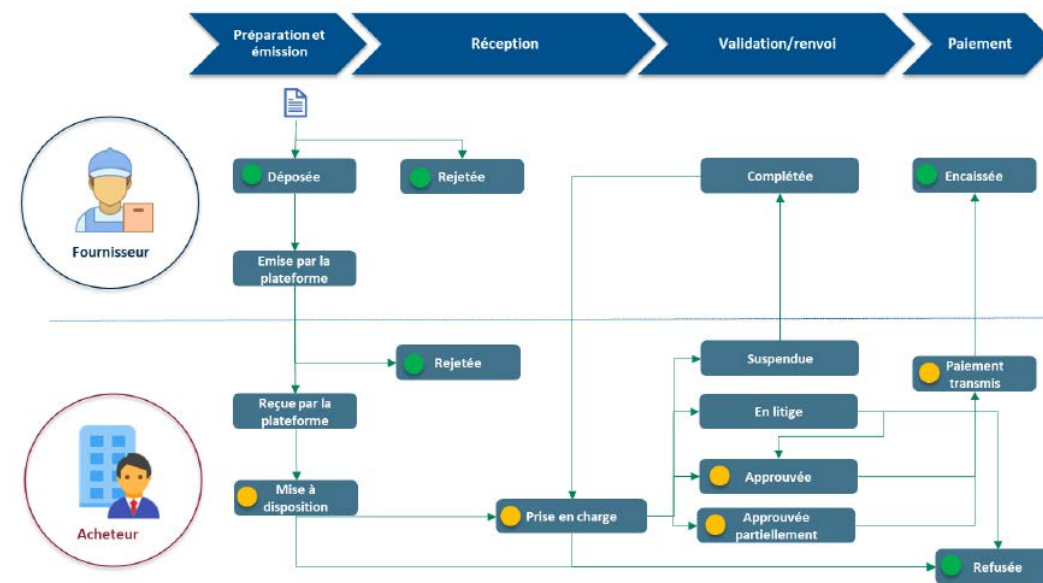 Préparation et
émission
Réception
Validation/renvoi
Paiement
Déposée
Rejetée
Complétée
Encaissée
Fournisseur
Emise par la
plateforme
Rejetée
Suspendue
Paiement
transmis
Reçue par la
plateforme
En litige
Mise à
disposition
Approuvée
Prise en charge
Approuvée
partiellement
Acheteur
Refusée